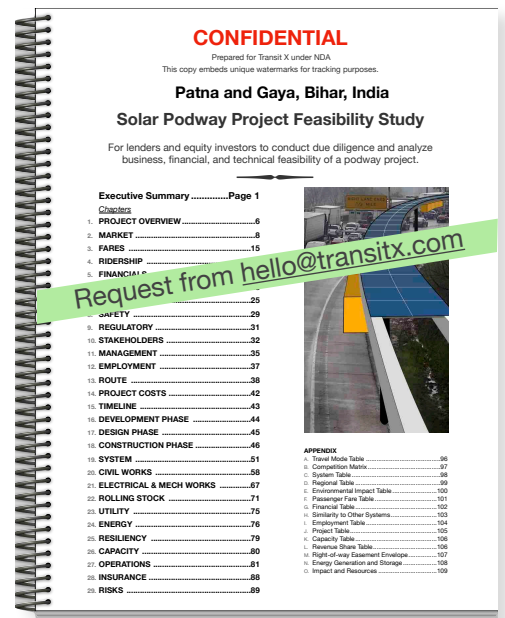 CONFIDENTIAL
Prepared for Transit X under NDA
This copy embeds unique watermarks for tracking purposes.
Patna and Gaya, Bihar, India
Solar Podway Project Feasibility Study
For lenders and equity investors to conduct due diligence and analyze
business, financial, and technical feasibility of a podway project.
Executive Summary ..............Page 1
Chapters
1. PROJECT OVERVIEW ...................................6
2. MARKET ..................................................8
3. FARES ...................................................15
4. RIDERSHIP
5. FINANCIALS
Request from hello@transitx.com
25
SAFETY ..................................................29
9. REGULATORY ...........................................31
10. STAKEHOLDERS ......................................32
11. MANAGEMENT ........................................35
12. EMPLOYMENT .........................................37
13. ROUTE ..................................................38
14. PROJECT COSTS .....................................42
15. TIMELINE ...............................................43
16. DEVELOPMENT PHASE .............................44
17. DESIGN PHASE .......................................45
18. CONSTRUCTION PHASE ............................46
19. SYSTEM .................................................51
20. CIVIL WORKS .........................................58
21. ELECTRICAL & MECH WORKS ....................67
22. ROLLING STOCK .....................................71
23. UTILITY .................................................75
24. ENERGY .................................................76
25. RESILIENCY ............................................79
26. CAPACITY ..............................................80
27. OPERATIONS ..........................................81
28. INSURANCE ............................................88
29. RISKS ....................................................89
APPENDIX
A. Travel Mode Table .......................................96
B. Competition Matrix ......................................97
C. System Table .............................................98
D. Regional Table ...........................................99
E. Environmental Impact Table .........................100
F. Passenger Fare Table ..................................101
G. Financial Table ..........................................102
H. Similarity to Other Systems .........................103
I. Employment Table ......................................104
J. Project Table .............................................105
K. Capacity Table ...........................................106
L. Revenue Share Table ...................................106
M. Right-of-way Easement Envelope .................107
N. Energy Generation and Storage ...................108
O. Impact and Resources ................................109